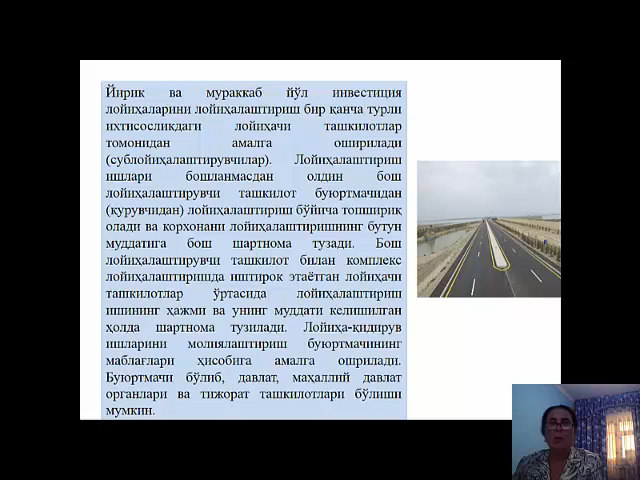 Йирик ва мураккаб йўл инвестиция
лойиҳаларини лойиҳалаштириш бир қанча турли
ихтисосликдаги лойиҳачи ташкилотлар
томонидан амалга оширилади
(сублойиҳалаштирувчилар). Лойиҳалаштириш
ишлари бошланмасдан олдин бош
лойиҳалаштирувчи ташкилот буюртмачидан
(қурувчидан) лойиҳалаштириш бўйича топшириқ
олади ва корхонани лойиҳалаштиришнинг бутун
муддатига бош шартнома тузади. Бош
лойиҳалаштирувчи ташкилот билан комплекс
лойиҳалаштиришда иштирок этаётган лойиҳачи
ташкилотлар ўртасида лойиҳалаштириш
ишининг ҳажми ва унинг муддати келишилган
ҳолда шартнома тузилади. Лойиҳа-қидирув
ишларини молиялаштириш буюртмачининг
маблағлари ҳисобига амалга ошрилади.
Буюртмачи бўлиб, давлат, маҳаллий давлат
органлари ва тижорат ташкилотлари бўлиши
мумкин.